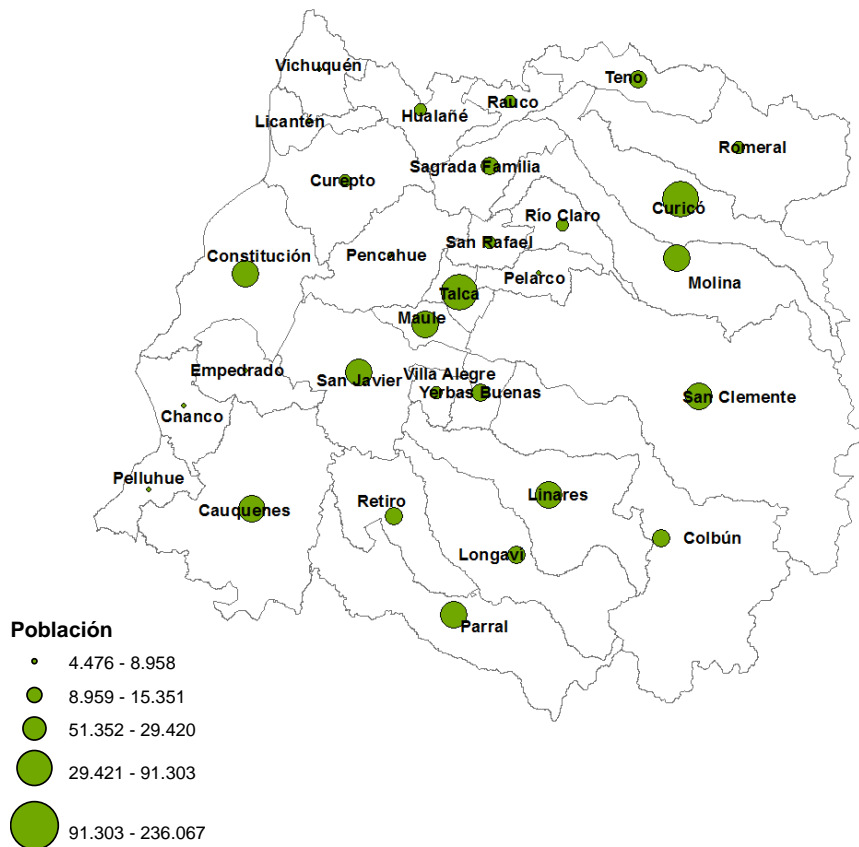 Vichuquén
Teno
Rauco
Hualañé
Licantén
Romeral
Sagrada Familia
Curepto
Curicó
Río Claro
San Rafael
Constitución
Pencahue
Pelarco
Molina
Talca
Maule
Empedrado
San Javier
Villa Alegre
Yerbas Buenas
San Clemente
Chanco
Pelluhue
Cauquenes
Retiro
Linares
Longaví
Colbún
Parral
Población
4.476 - 8.958
8.959 - 15.351
51.352 - 29.420
29.421 - 91.303
91.303 - 236.067